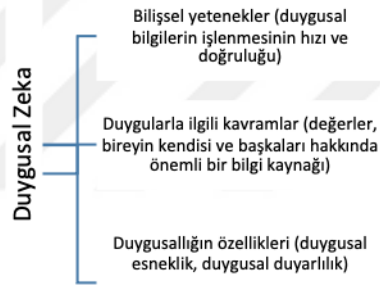 Duygusal Zeka
Bilişsel yetenekler (duygusal
bilgilerin işlenmesinin hızı ve
doğruluğu)
Duygularla ilgili kavramlar (değerler,
bireyin kendisi ve başkaları hakkında
önemli bir bilgi kaynağı)
Duygusallığın özellikleri (duygusal
esneklik, duygusal duyarlılık)